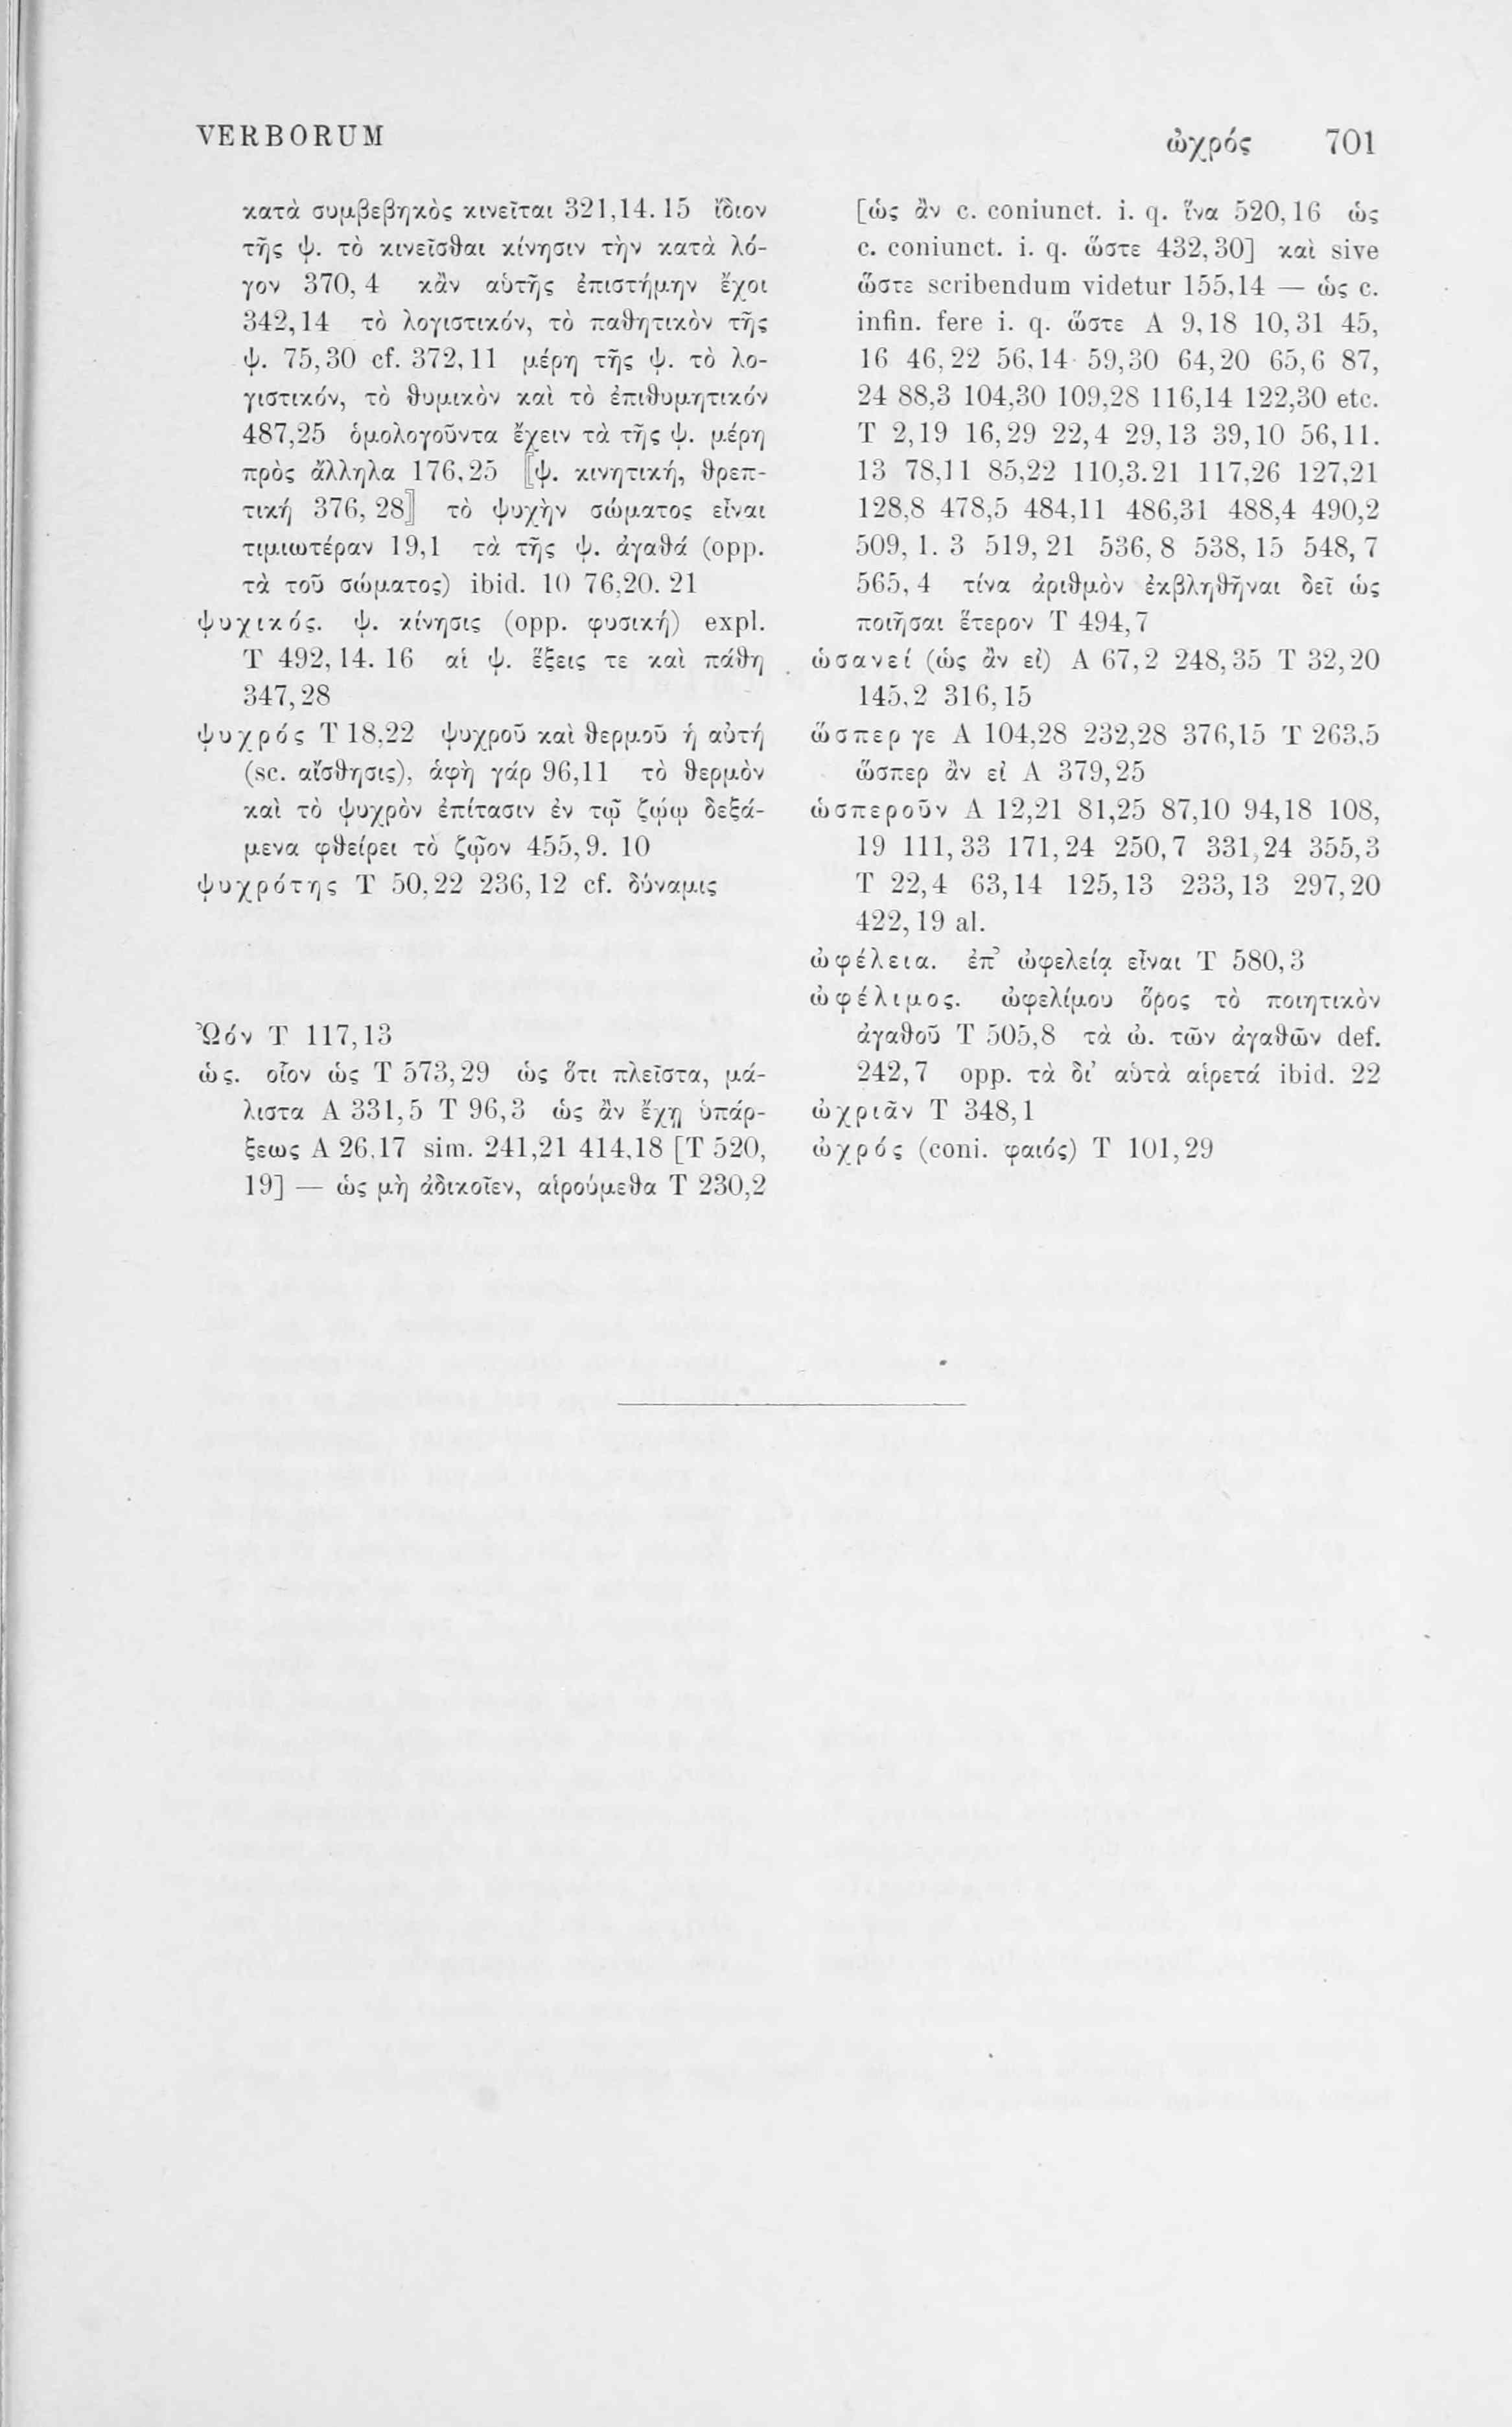 VERBORUM
ὠχρός 701
κατὰ συμβεβηκὸς κινεῖται 321,14. 15 ἴδιον
τῆς ψ. τὸ κινεῖσθαι κίνησιν τὴν κατὰ λό-
γον 370, 4 κἂν αὑτῆς ἐπιστήμην ἔχοι
342,14 τὸ λογιστικόν, τὸ παθητικὸν τῆς
ψ. 75,30 cf. 372,11 μέρη τῆς ψ. τὸ λο-
γιστικόν, τὸ θυμικὸν καὶ τὸ ἐπιθυμητικόν
487,25 ὁμολογοῦντα ἔχειν τὰ τῆς ψ. μέρη
πρὸς ἄλληλα 176,25 ⟦ψ. κινητική, θρεπ-
τική 376, 28⟧ τὸ ψυχὴν σώματος εἶναι
τιμιωτέραν 19,1 τὰ τῆς ψ. ἀγαθά (opp.
τὰ τοῦ σώματος) ibid. 10 76,20. 21
ψυχικός. ψ. κίνησις (opp. φυσική) expl.
T 492, 14. 16 αἱ ψ. ἕξεις τε καὶ πάθη
347,28
ψυχρός T 18,22 ψυχροῦ καὶ θερμοῦ ἡ αὐτή
(sc. αἴσθησις), ἁφὴ γάρ 96,11 τὸ θερμὸν
καὶ τὸ ψυχρὸν ἐπίτασιν ἐν τῷ ζῴῳ δεξά-
μενα φθείρει τὸ ζῷον 455, 9. 10
ψυχρότης T 50,22 236,12 cf. δύναμις
Ὠόν T 117,13
ὡς. οἷον ὡς T 573,29 ὡς ὅτι πλεῖστα, μά-
λιστα A 331,5 T 96,3 ὡς ἂν ἔχῃ ὑπάρ-
ξεως A 26,17 sim. 241,21 414,18 [T 520,
19] — ὡς μὴ ἀδικοῖεν, αἱρούμεθα T 230,2
[ὡς ἂν c. coniunct. i. q. ἵνα 520,16 ὡς
c. coniunct. i. q. ὥστε 432,30] καὶ sive
ὥστε scribendum videtur 155,14 — ὡς c.
infin. fere i. q. ὥστε A 9,18 10,31 45,
16 46,22 56,14 59,30 64,20 65,6 87,
24 88,3 104,30 109,28 116,14 122,30 etc.
T 2,19 16,29 22,4 29,13 39,10 56,11.
13 78,11 85,22 110,3.21 117,26 127,21
128,8 478,5 484,11 486,31 488,4 490,2
509, 1. 3 519, 21 536, 8 538, 15 548, 7
565, 4 τίνα ἀριθμὸν ἐκβληθῆναι δεῖ ὡς
ποιῆσαι ἕτερον T 494,7
ὡσανεί (ὡς ἂν εἰ) A 67,2 248,35 T 32,20
145,2 316,15
ὥσπερ γε A 104,28 232,28 376,15 T 263,5
ὥσπερ ἂν εἰ A 379,25
ὡσπεροῦν A 12,21 81,25 87,10 94,18 108,
19 111,33 171,24 250,7 331,24 355,3
T 22,4 63,14 125,13 233,13 297,20
422,19 al.
ὠφέλεια. ἐπ’ ὠφελείᾳ εἶναι T 580,3
ὠφέλιμος. ὠφελίμου ὅρος τὸ ποιητικὸν
ἀγαθοῦ T 505,8 τὰ ὠ. τῶν ἀγαθῶν def.
242,7 opp. τὰ δι’ αὑτὰ αἱρετά ibid. 22
ὠχριᾶν T 348,1
ὠχρός (coni. φαιός) T 101,29